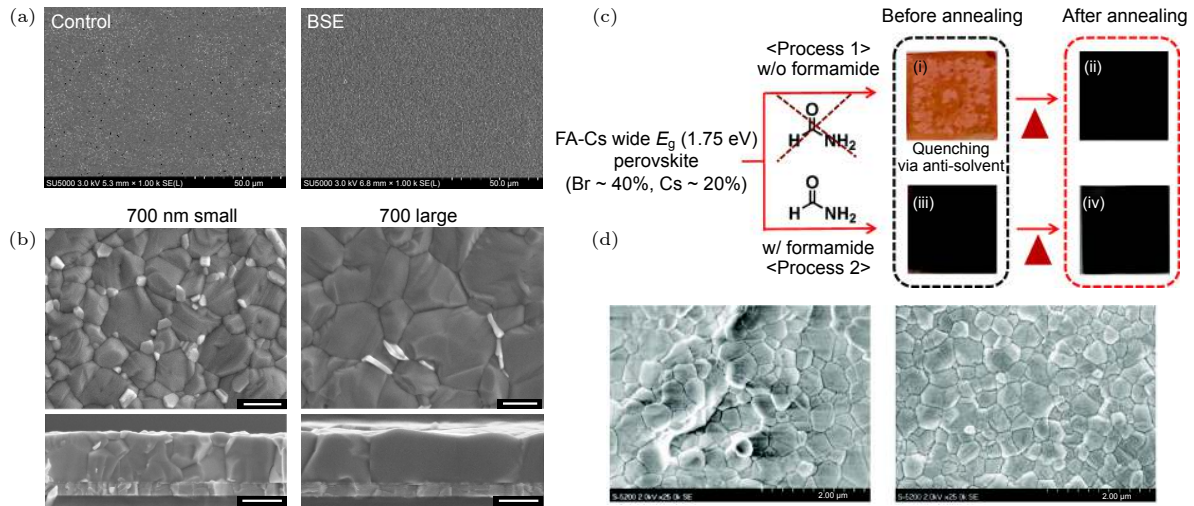 (a)
Control
SU5000 3.0 kV 5.3 mm × 1.00 k SE(L)
50.0 μm
BSE
SU5000 3.0 kV 6.8 mm × 1.00 k SE(L)
50.0 μm
(b)
700 nm small
700 large
(c)
Before annealing
After annealing
<Process 1>
w/o formamide
(i)
(ii)
O
H
NH₂
FA-Cs wide Eg (1.75 eV)
perovskite
(Br ~ 40%, Cs ~ 20%)
Quenching
via anti-solvent
O
H
NH₂
(iii)
(iv)
w/ formamide
<Process 2>
(d)
S-5200 2.0kV x25.0k SE
2.00 μm
S-5200 2.0kV x25.0k SE
2.00 μm